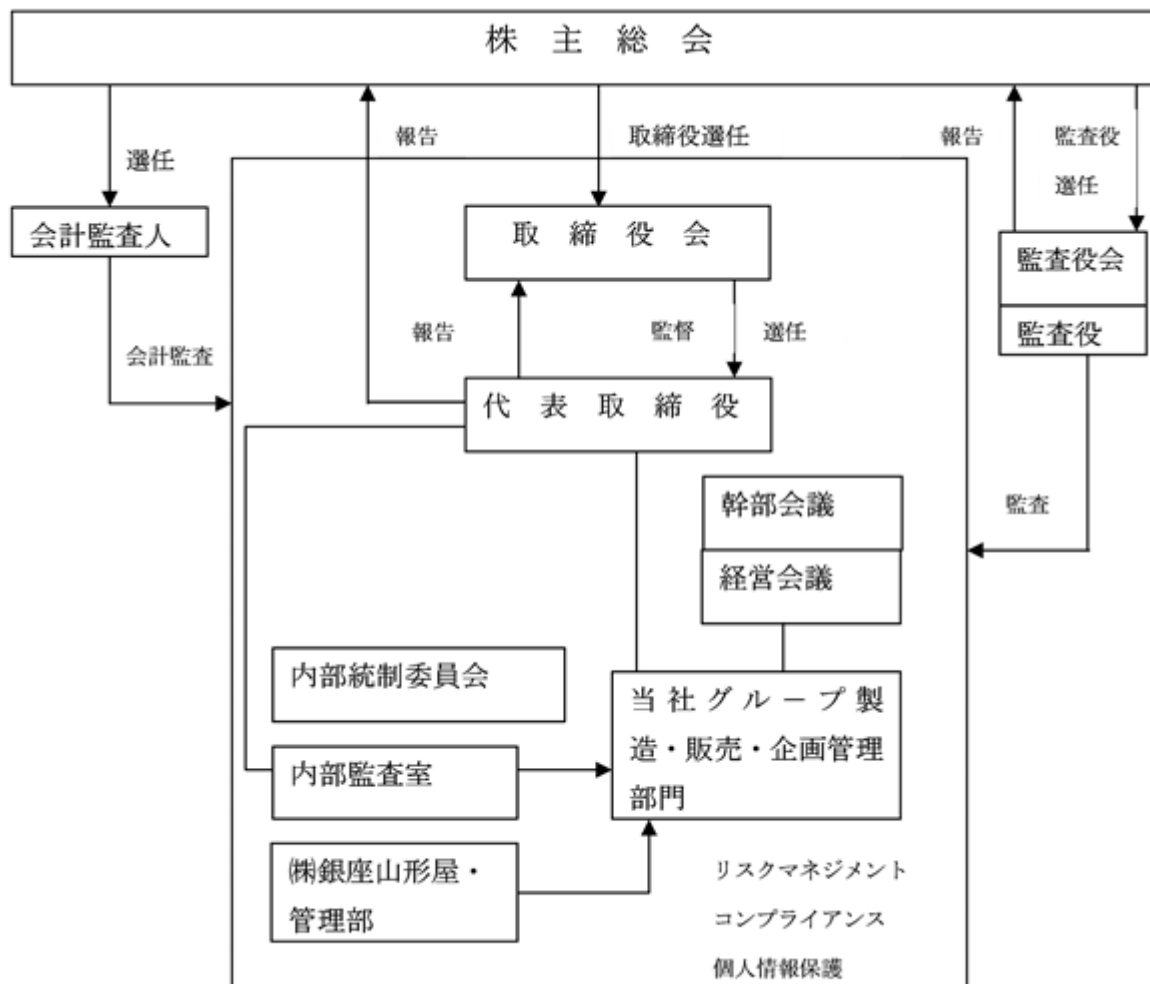 株主総会
報告
取締役選任
報告
監査役
選任
選任
会計監査人
取締役会
監査役会
監査役
報告
監督
選任
会計監査
代表取締役
幹部会議
監査
経営会議
内部統制委員会
当社グループ製
造・販売・企画管理
部門
内部監査室
㈱銀座山形屋・
管理部
リスクマネジメント
コンプライアンス
個人情報保護